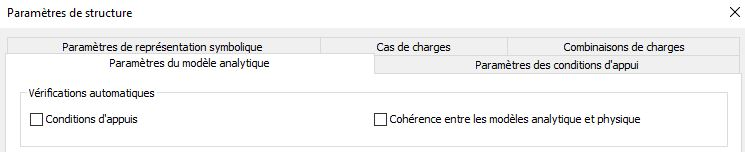 Paramètres de structure
Paramètres de représentation symbolique
Cas de charges
Combinaisons de charges
Paramètres du modèle analytique
Paramètres des conditions d'appui
Vérifications automatiques
Conditions d'appuis
Cohérence entre les modèles analytique et physique